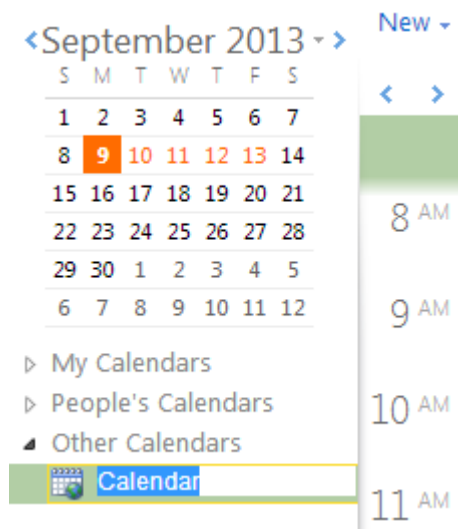 September 2013
S M T W T F S
1 2 3 4 5 6 7
8 9 10 11 12 13 14
15 16 17 18 19 20 21
22 23 24 25 26 27 28
29 30 1 2 3 4 5
6 7 8 9 10 11 12
My Calendars
People's Calendars
Other Calendars
Calendar
New
8 AM
9 AM
10 AM
11 AM